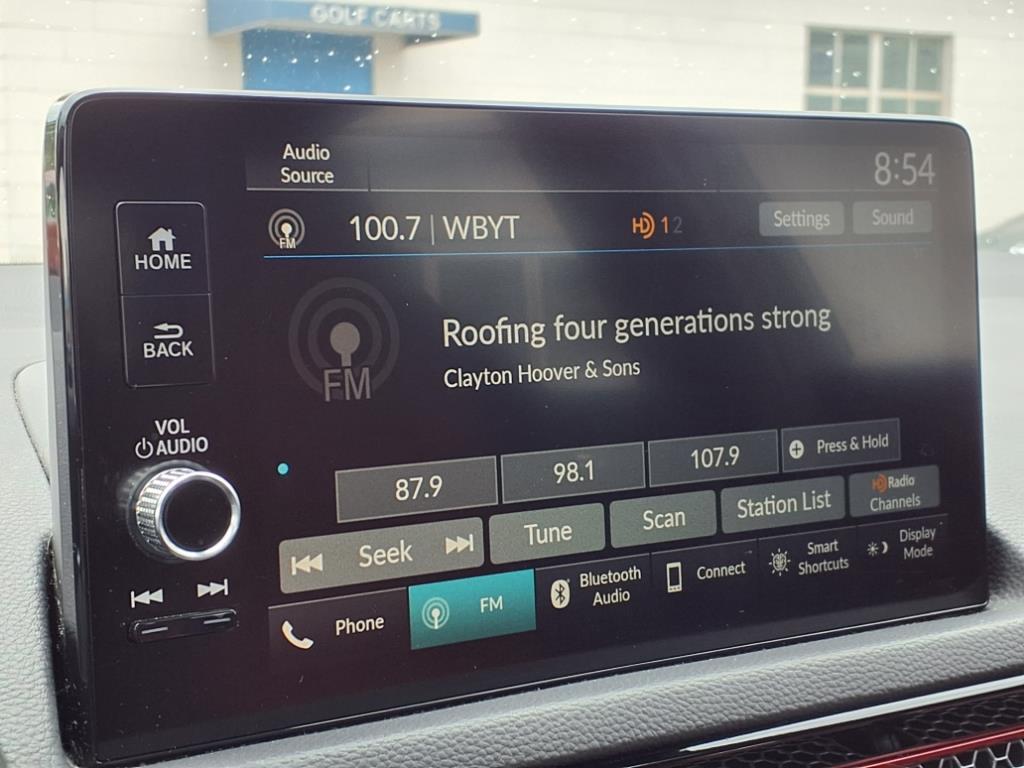 GOLF CARTS
Audio
Source
8:54
FM
100.7 | WBYT
HD 1 2
Settings
Sound
HOME
BACK
FM
Roofing four generations strong
Clayton Hoover & Sons
VOL
AUDIO
87.9
98.1
107.9
Press & Hold
Seek
Tune
Scan
Station List
HD Radio
Channels
Phone
FM
Bluetooth
Audio
Connect
Smart
Shortcuts
Display
Mode